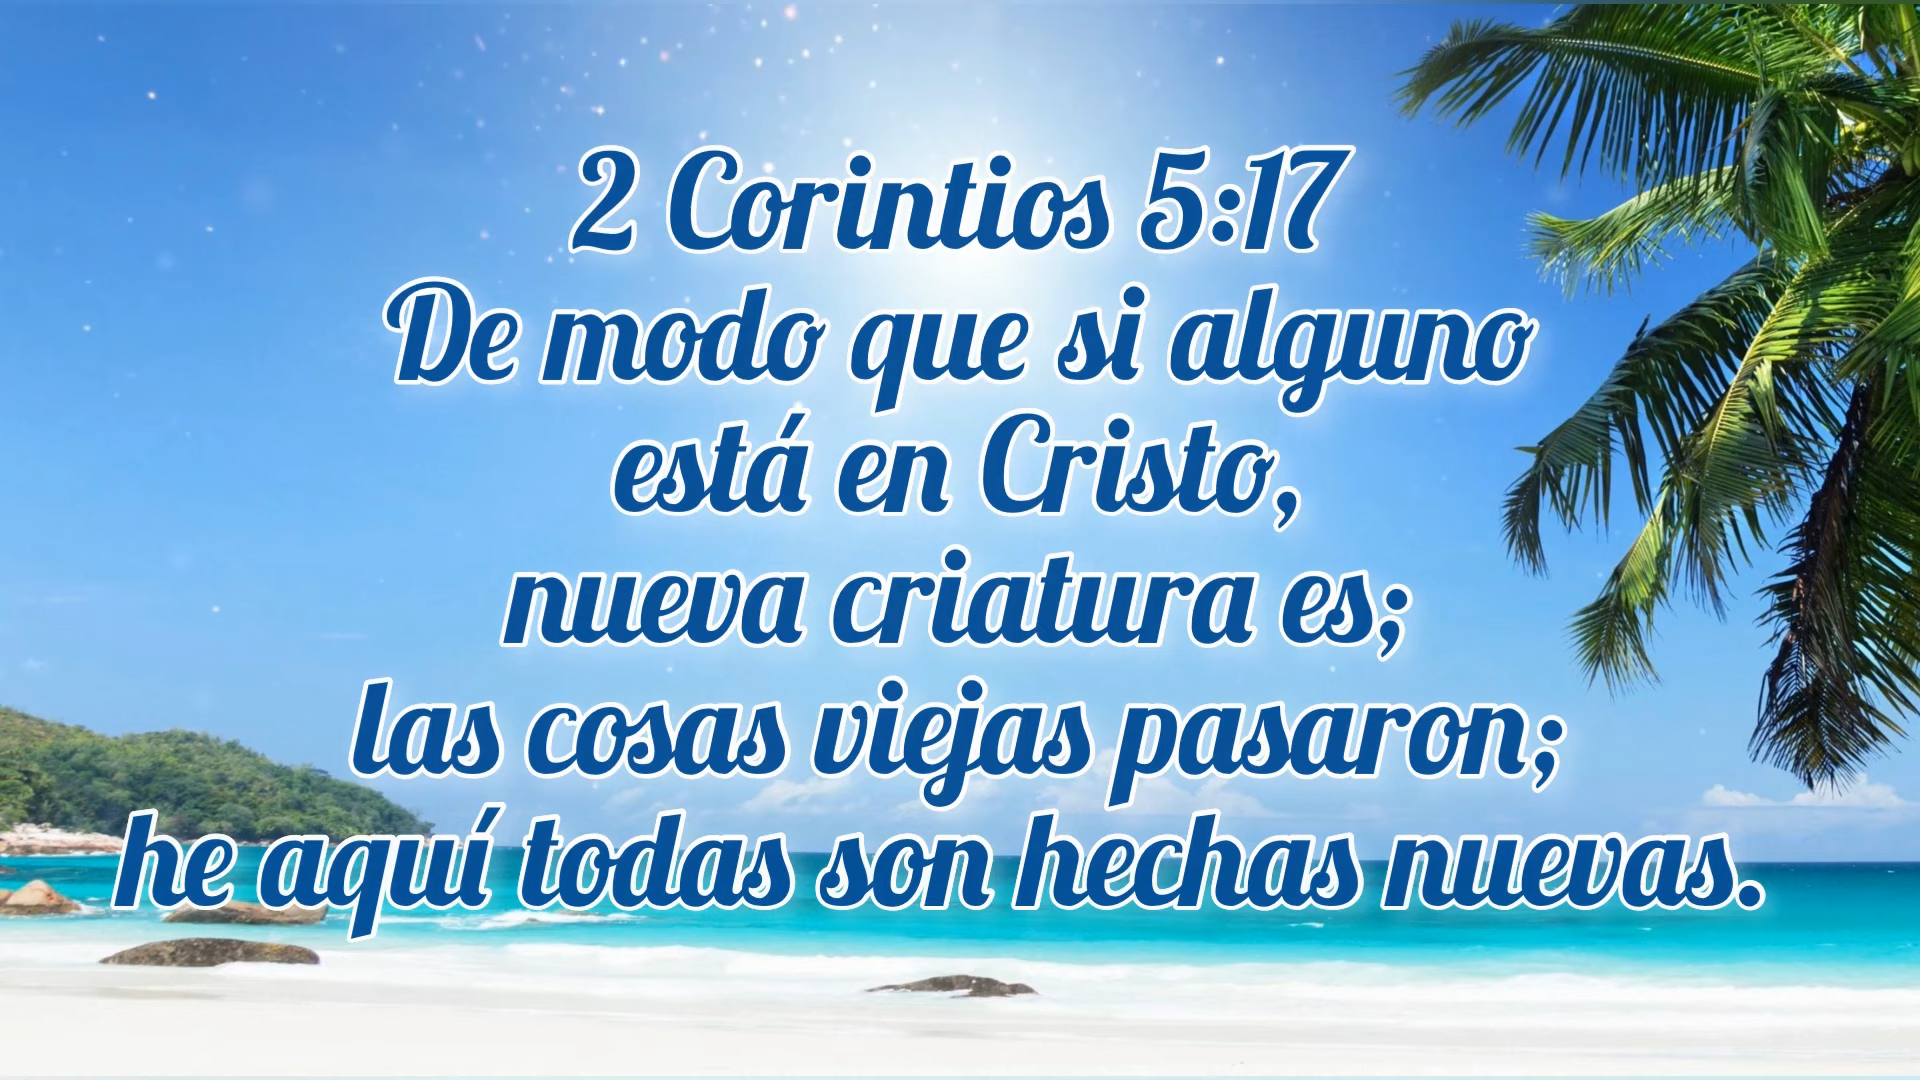 2 Corintios 5:17
De modo que si alguno
está en Cristo,
nueva criatura es;
las cosas viejas pasaron;
he aquí todas son hechas nuevas.